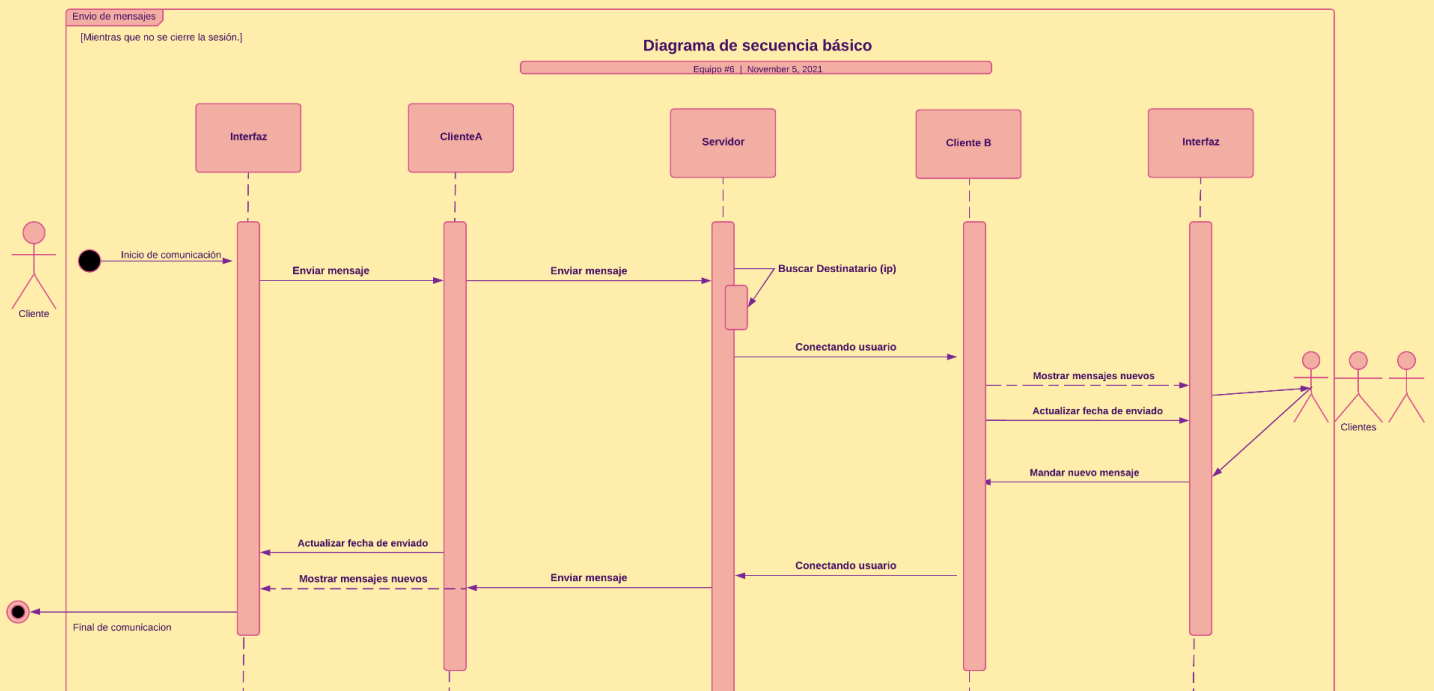 Envio de mensajes
[Mientras que no se cierre la sesión.]
Diagrama de secuencia básico
Equipo #6 | November 5, 2021
Interfaz
ClienteA
Servidor
Cliente B
Interfaz
Inicio de comunicación
Cliente
Enviar mensaje
Enviar mensaje
Buscar Destinatario (ip)
Conectando usuario
Mostrar mensajes nuevos
Actualizar fecha de enviado
Clientes
Mandar nuevo mensaje
Actualizar fecha de enviado
Conectando usuario
Mostrar mensajes nuevos
Enviar mensaje
Final de comunicacion